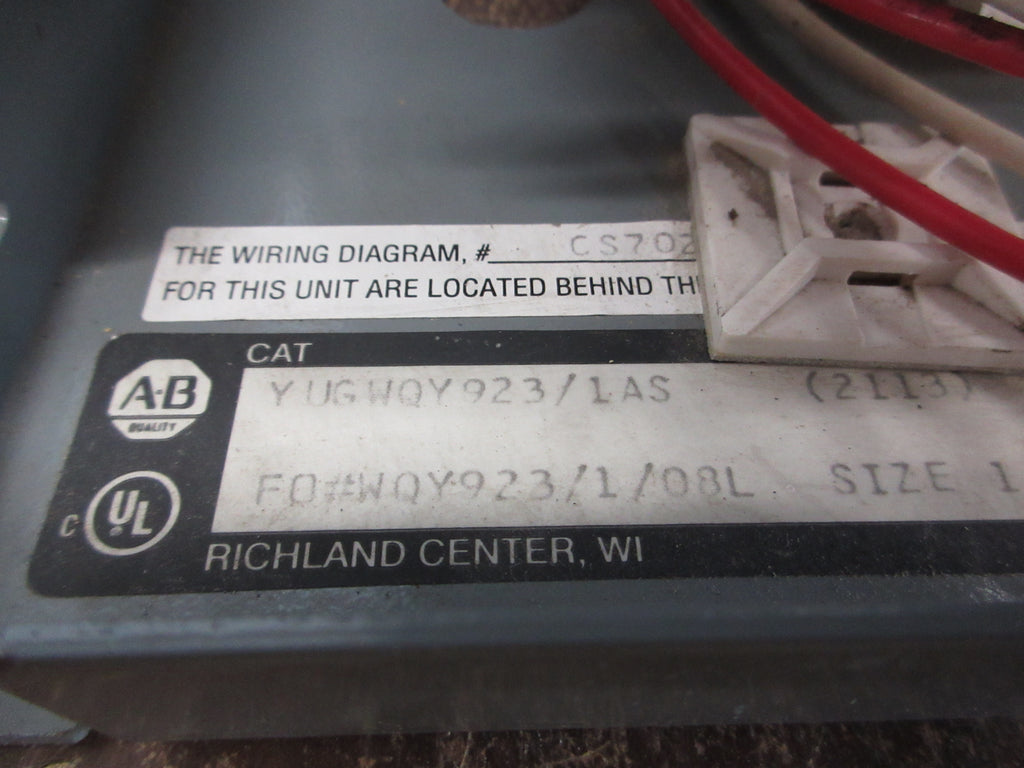 THE WIRING DIAGRAM, # CS70Z
FOR THIS UNIT ARE LOCATED BEHIND TH
CAT
A-B
QUALITY
YUGWQY923/1AS (2113)
FO#WQY923/1/08L SIZE 1
C UL
RICHLAND CENTER, WI